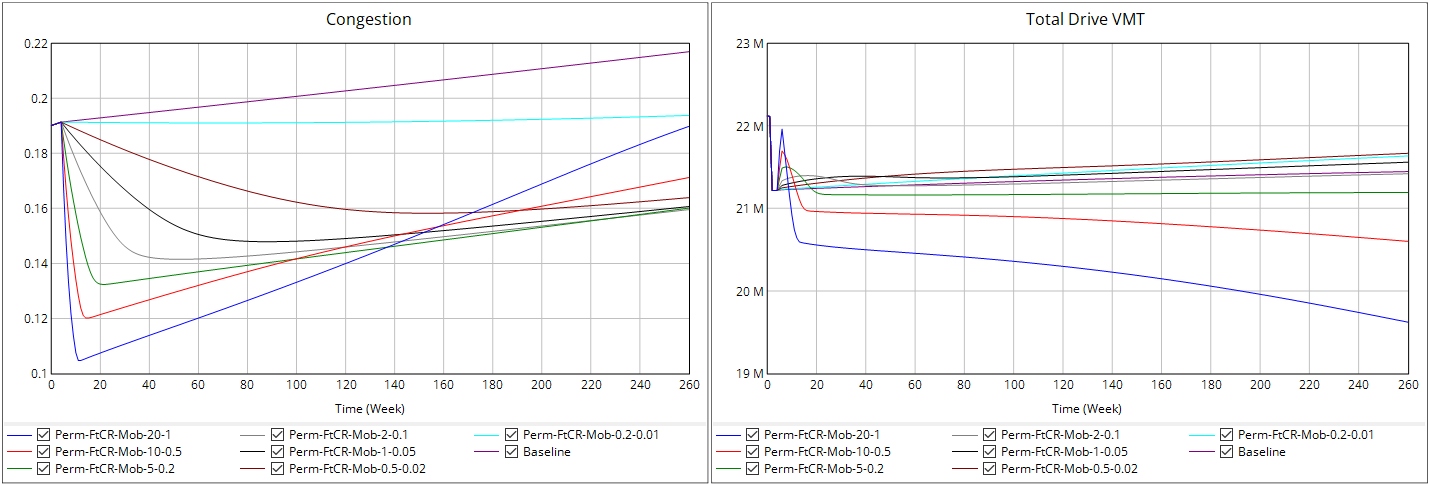 Congestion
0.22
0.2
0.18
0.16
0.14
0.12
0.1
0 20 40 60 80 100 120 140 160 180 200 220 240 260
Time (Week)
Perm-FtCR-Mob-20-1 Perm-FtCR-Mob-2-0.1 Perm-FtCR-Mob-0.2-0.01
Perm-FtCR-Mob-10-0.5 Perm-FtCR-Mob-1-0.05 Baseline
Perm-FtCR-Mob-5-0.2 Perm-FtCR-Mob-0.5-0.02
Total Drive VMT
23 M
22 M
21 M
20 M
19 M
0 20 40 60 80 100 120 140 160 180 200 220 240 260
Time (Week)
Perm-FtCR-Mob-20-1 Perm-FtCR-Mob-2-0.1 Perm-FtCR-Mob-0.2-0.01
Perm-FtCR-Mob-10-0.5 Perm-FtCR-Mob-1-0.05 Baseline
Perm-FtCR-Mob-5-0.2 Perm-FtCR-Mob-0.5-0.02